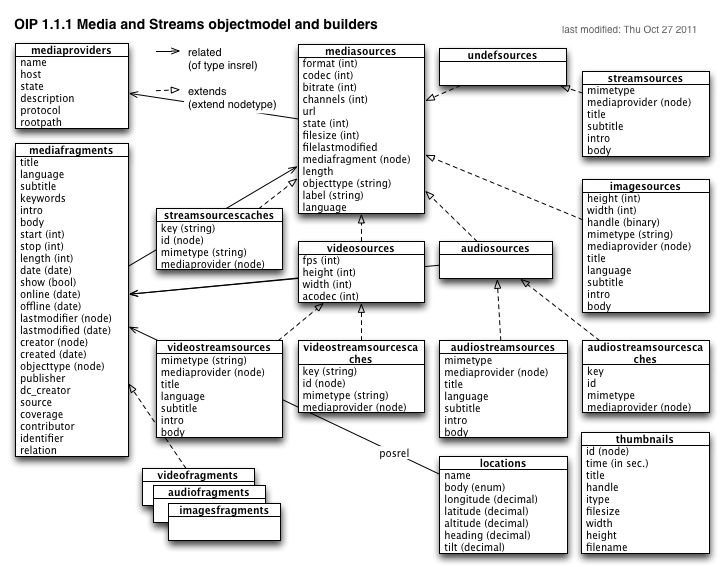 OIP 1.1.1 Media and Streams objectmodel and builders
last modified: Thu Oct 27 2011
mediaproviders
name
host
state
description
protocol
rootpath
related
(of type insrel)
extends
(extend nodetype)
mediasources
format (int)
codec (int)
bitrate (int)
channels (int)
url
state (int)
filesize (int)
filelastmodified
mediafragment (node)
length
objecttype (string)
label (string)
language
undefsources
streamsources
mimetype
mediaprovider (node)
title
subtitle
intro
body
mediafragments
title
language
subtitle
keywords
intro
body
start (int)
stop (int)
length (int)
date (date)
show (bool)
online (date)
offline (date)
lastmodifier (node)
lastmodified (date)
creator (node)
created (date)
objecttype (node)
publisher
dc_creator
source
coverage
contributor
identifier
relation
streamsourcescaches
key (string)
id (node)
mimetype (string)
mediaprovider (node)
imagesources
height (int)
width (int)
handle (binary)
mimetype (string)
mediaprovider (node)
title
language
subtitle
intro
body
videosources
fps (int)
height (int)
width (int)
acodec (int)
audiosources
videostreamsources
mimetype (string)
mediaprovider (node)
title
language
subtitle
intro
body
videostreamsourcesca
ches
key (string)
id (node)
mimetype (string)
mediaprovider (node)
audiostreamsources
mimetype
mediaprovider (node)
title
language
subtitle
intro
body
audiostreamsourcesca
ches
key
id
mimetype
mediaprovider (node)
posrel
videofragments
audiofragments
imagesfragments
locations
name
body (enum)
longitude (decimal)
latitude (decimal)
altitude (decimal)
heading (decimal)
tilt (decimal)
thumbnails
id (node)
time (in sec.)
title
handle
itype
filesize
width
height
filename